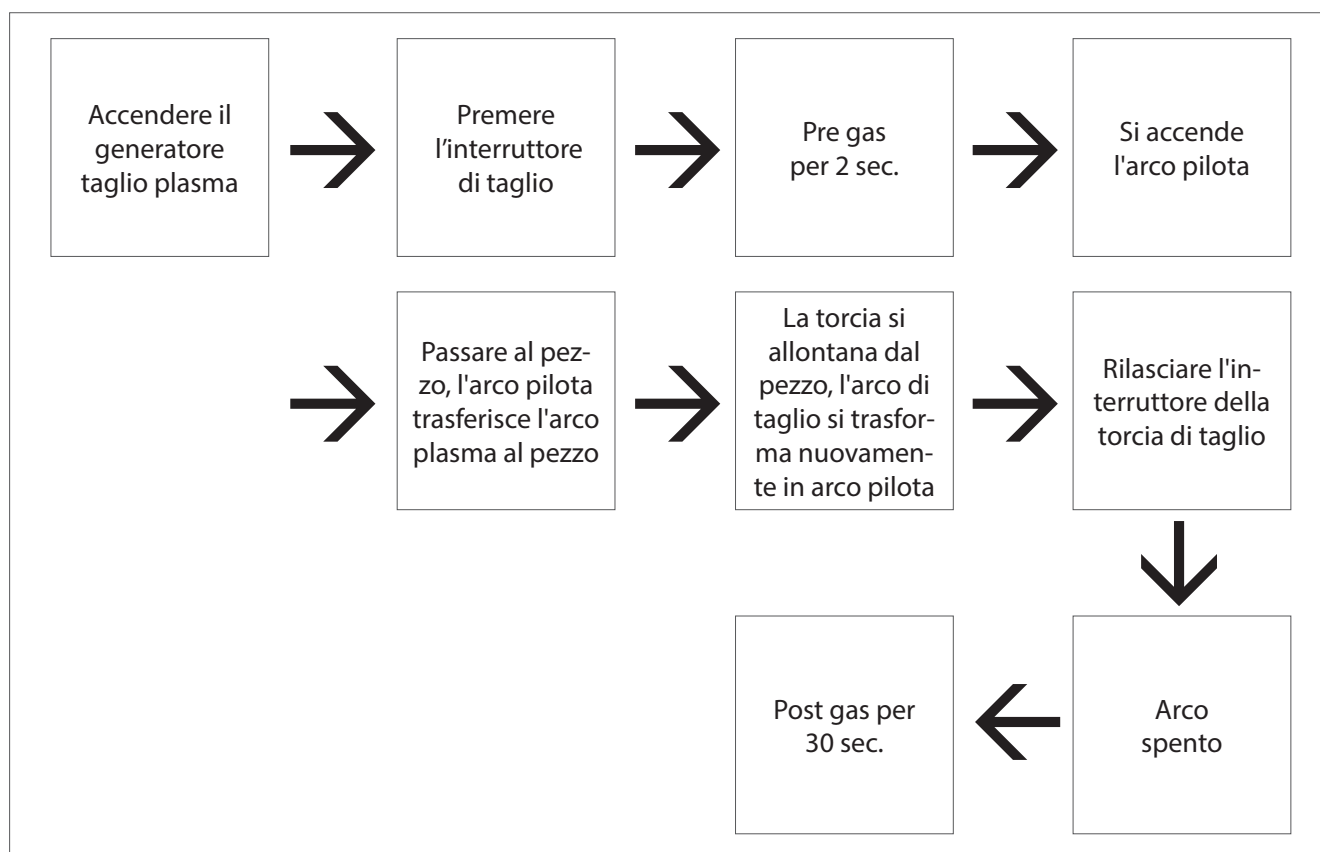 Accendere il
generatore
taglio plasma
Premere
l'interruttore
di taglio
Pre gas
per 2 sec.
Si accende
l'arco pilota
Passare al pez-
zo, l'arco pilota
trasferisce l'arco
plasma al pezzo
La torcia si
allontana dal
pezzo, l'arco di
taglio si trasfor-
ma nuovamen-
te in arco pilota
Rilasciare l'in-
terruttore della
torcia di taglio
Arco
spento
Post gas per
30 sec.